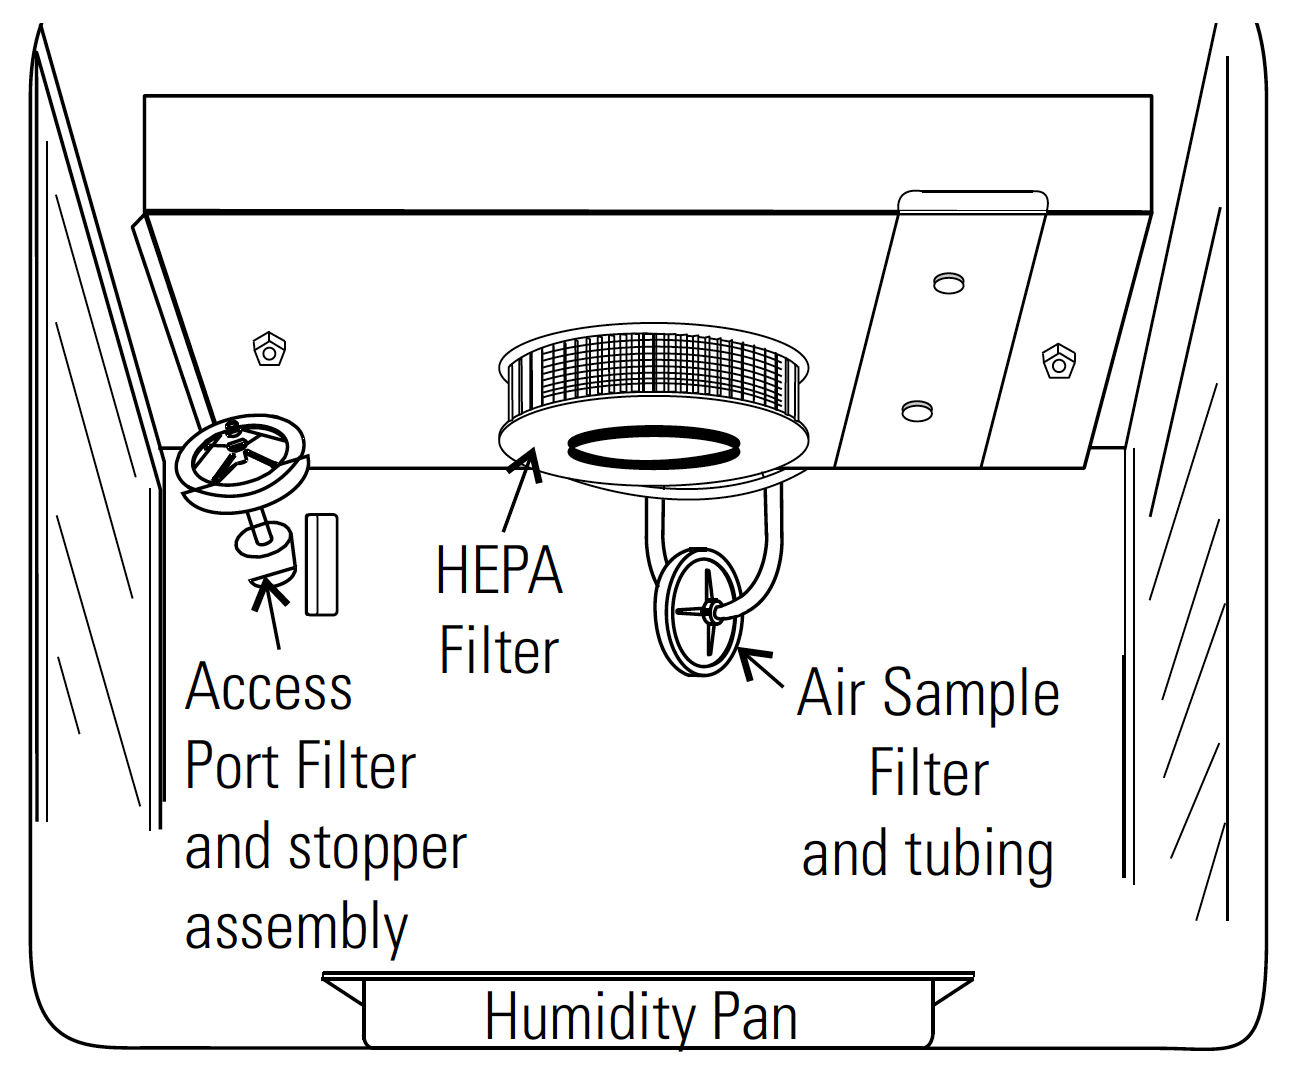 HEPA
Filter
Access
Port Filter
and stopper
assembly
Air Sample
Filter
and tubing
Humidity Pan